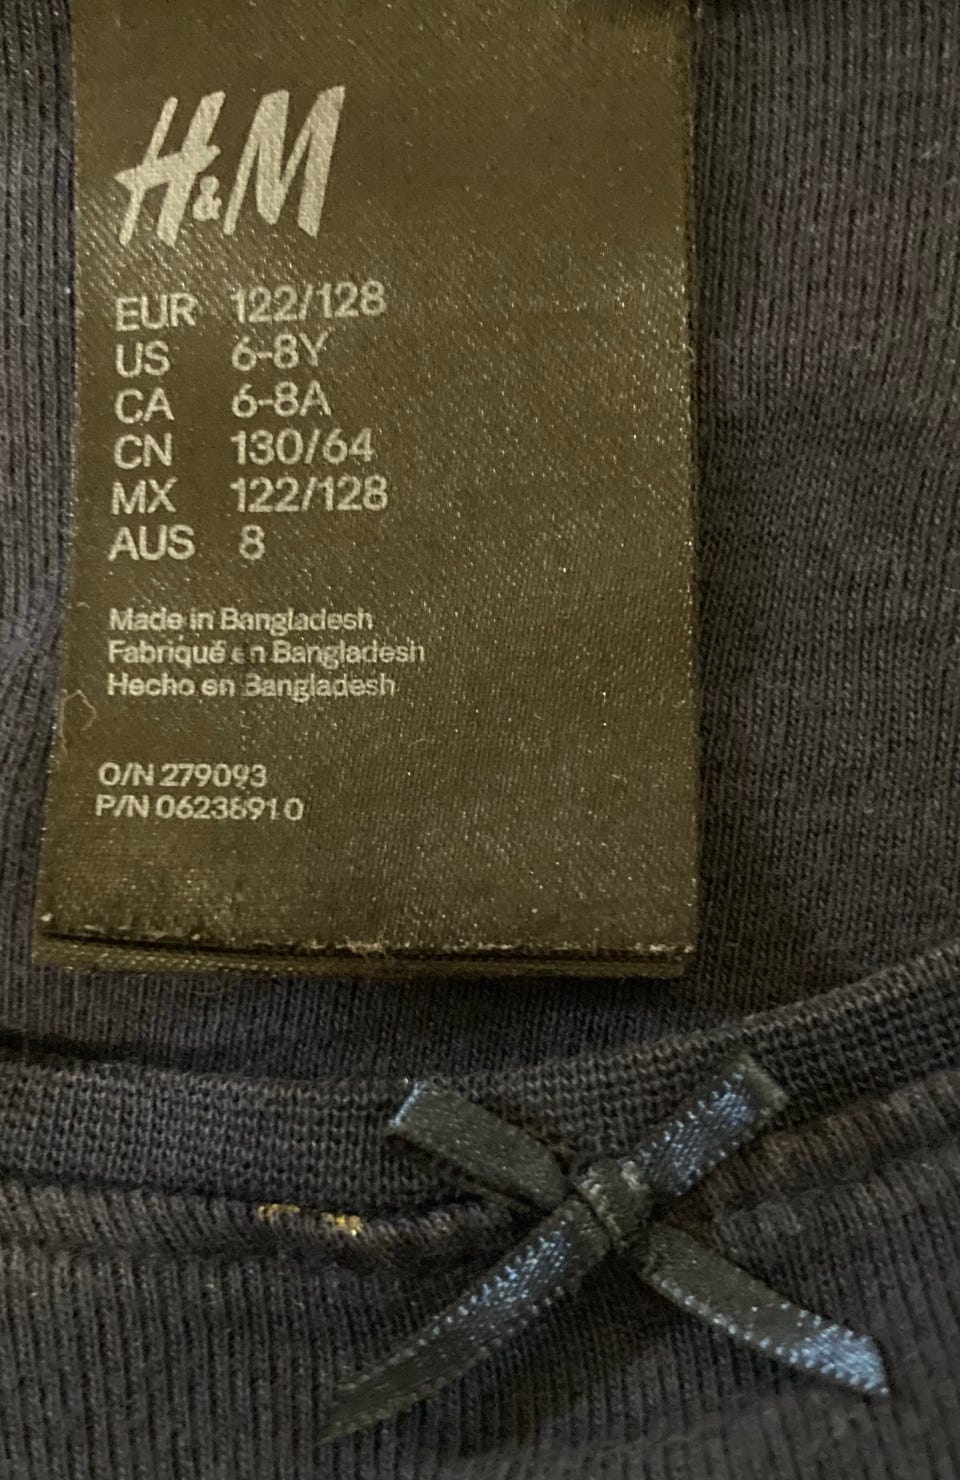 H&M
EUR 122/128
US 6-8Y
CA 6-8A
CN 130/64
MX 122/128
AUS 8
Made in Bangladesh
Fabriqué en Bangladesh
Hecho en Bangladesh
O/N 279093
P/N